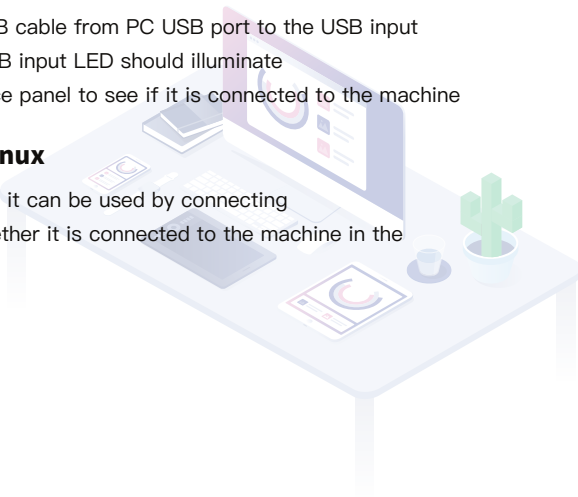 B cable from PC USB port to the USB input
B input LED should illuminate
ce panel to see if it is connected to the machine
nux
it can be used by connecting
ether it is connected to the machine in the